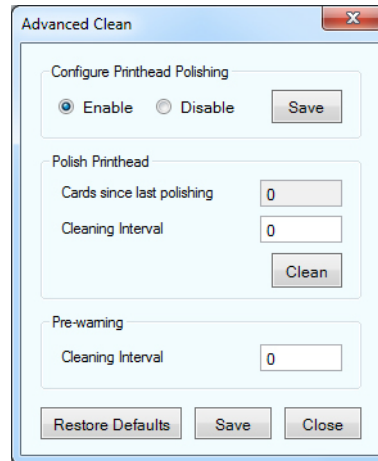 Advanced Clean
Configure Printhead Polishing
Enable Disable Save
Polish Printhead
Cards since last polishing 0
Cleaning Interval 0
Clean
Pre-warning
Cleaning Interval 0
Restore Defaults Save Close